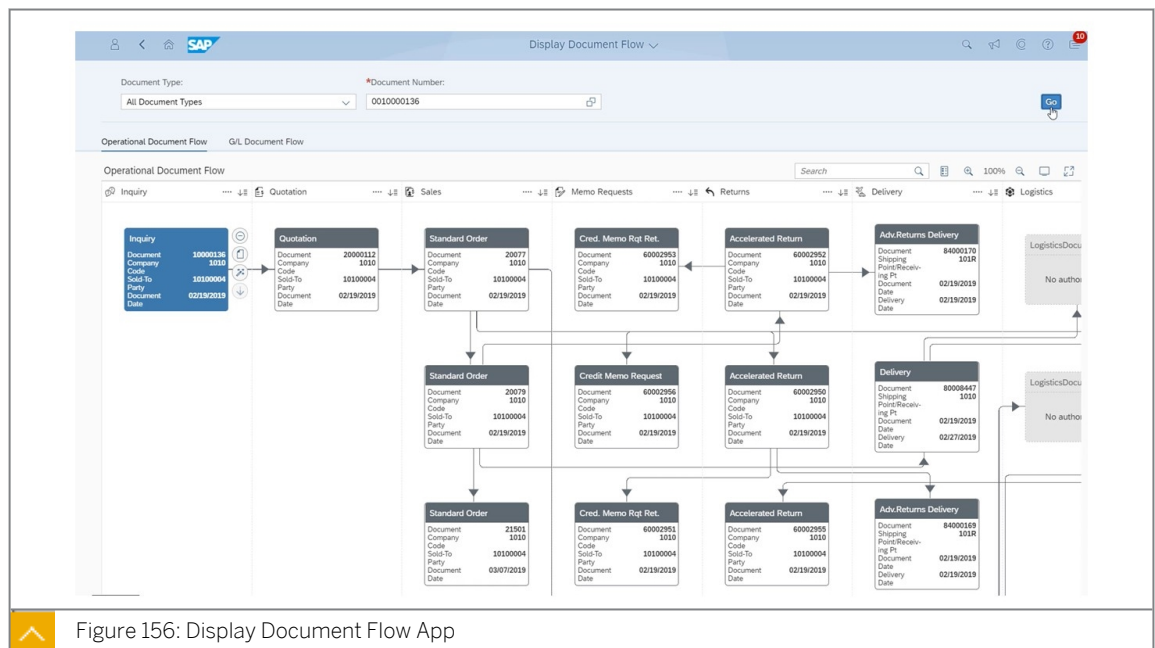 SAP
Display Document Flow
10
Document Type:
*Document Number:
All Document Types
0010000136
Go
Operational Document Flow
G/L Document Flow
Operational Document Flow
Search
100%
Inquiry
Quotation
Sales
Memo Requests
Returns
Delivery
Logistics
Inquiry
Document 10000136
Company 1010
Code
Sold-To 10100004
Party
Document 02/19/2019
Date
Quotation
Document 20000112
Company 1010
Code
Sold-To 10100004
Party
Document 02/19/2019
Date
Standard Order
Document 20077
Company 1010
Code
Sold-To 10100004
Party
Document 02/19/2019
Date
Cred. Memo Rqt Ret.
Document 60002953
Company 1010
Code
Sold-To 10100004
Party
Document 02/19/2019
Date
Accelerated Return
Document 60002952
Company 1010
Code
Sold-To 10100004
Party
Document 02/19/2019
Date
Adv.Returns Delivery
Document 84000170
Shipping 101R
Point/Receiv-
ing Pt
Document 02/19/2019
Date
Delivery 02/19/2019
Date
LogisticsDocu
No autho
Standard Order
Document 20079
Company 1010
Code
Sold-To 10100004
Party
Document 02/19/2019
Date
Credit Memo Request
Document 60002956
Company 1010
Code
Sold-To 10100004
Party
Document 02/19/2019
Date
Accelerated Return
Document 60002950
Company 1010
Code
Sold-To 10100004
Party
Document 02/19/2019
Date
Delivery
Document 80008447
Shipping 1010
Point/Receiv-
ing Pt
Document 02/19/2019
Date
Delivery 02/27/2019
Date
LogisticsDocu
No autho
Standard Order
Document 21501
Company 1010
Code
Sold-To 10100004
Party
Document 03/07/2019
Date
Cred. Memo Rqt Ret.
Document 60002951
Company 1010
Code
Sold-To 10100004
Party
Document 02/19/2019
Date
Accelerated Return
Document 60002955
Company 1010
Code
Sold-To 10100004
Party
Document 02/19/2019
Date
Adv.Returns Delivery
Document 84000169
Shipping 101R
Point/Receiv-
ing Pt
Document 02/19/2019
Date
Delivery 02/19/2019
Date
Figure 156: Display Document Flow App